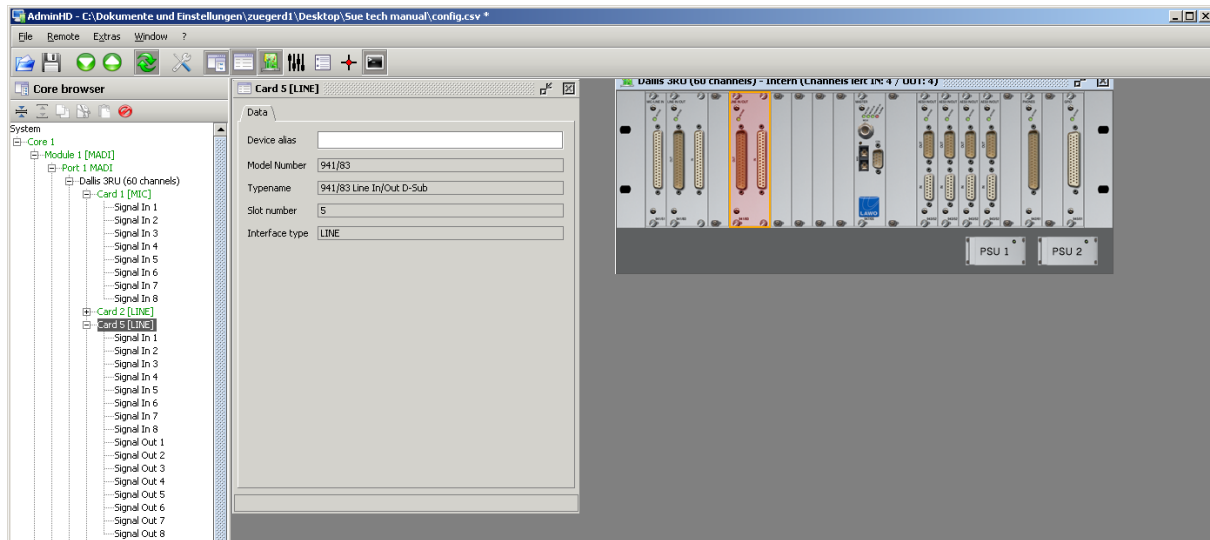 AdminHD - C:\Dokumente und Einstellungen\zuegerd1\Desktop\Sue tech manual\config.csv *
File Remote Extras Window ?
Core browser
System
Core 1
Module 1 [MADI]
Port 1 MADI
Dallis 3RU (60 channels)
Card 1 [MIC]
Signal In 1
Signal In 2
Signal In 3
Signal In 4
Signal In 5
Signal In 6
Signal In 7
Signal In 8
Card 2 [LINE]
Card 5 [LINE]
Signal In 1
Signal In 2
Signal In 3
Signal In 4
Signal In 5
Signal In 6
Signal In 7
Signal In 8
Signal Out 1
Signal Out 2
Signal Out 3
Signal Out 4
Signal Out 5
Signal Out 6
Signal Out 7
Signal Out 8
Card 5 [LINE]
Data
Device alias
Model Number 941/83
Typename 941/83 Line In/Out D-Sub
Slot number 5
Interface type LINE
Dallis 3RU (60 channels) - Intern (Channels left IN: 4 / OUT: 4)
LAWO
PSU 1
PSU 2